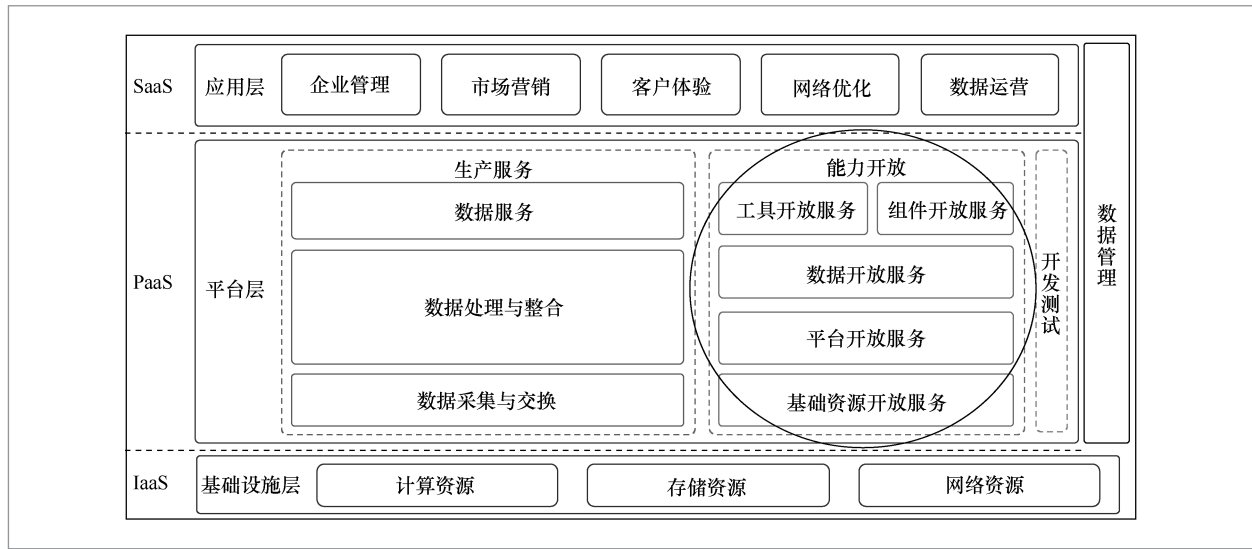 SaaS
应用层
企业管理
市场营销
客户体验
网络优化
数据运营
PaaS
平台层
生产服务
数据服务
数据处理与整合
数据采集与交换
能力开放
工具开放服务
组件开放服务
数据开放服务
平台开放服务
基础资源开放服务
开发测试
数据管理
IaaS
基础设施层
计算资源
存储资源
网络资源